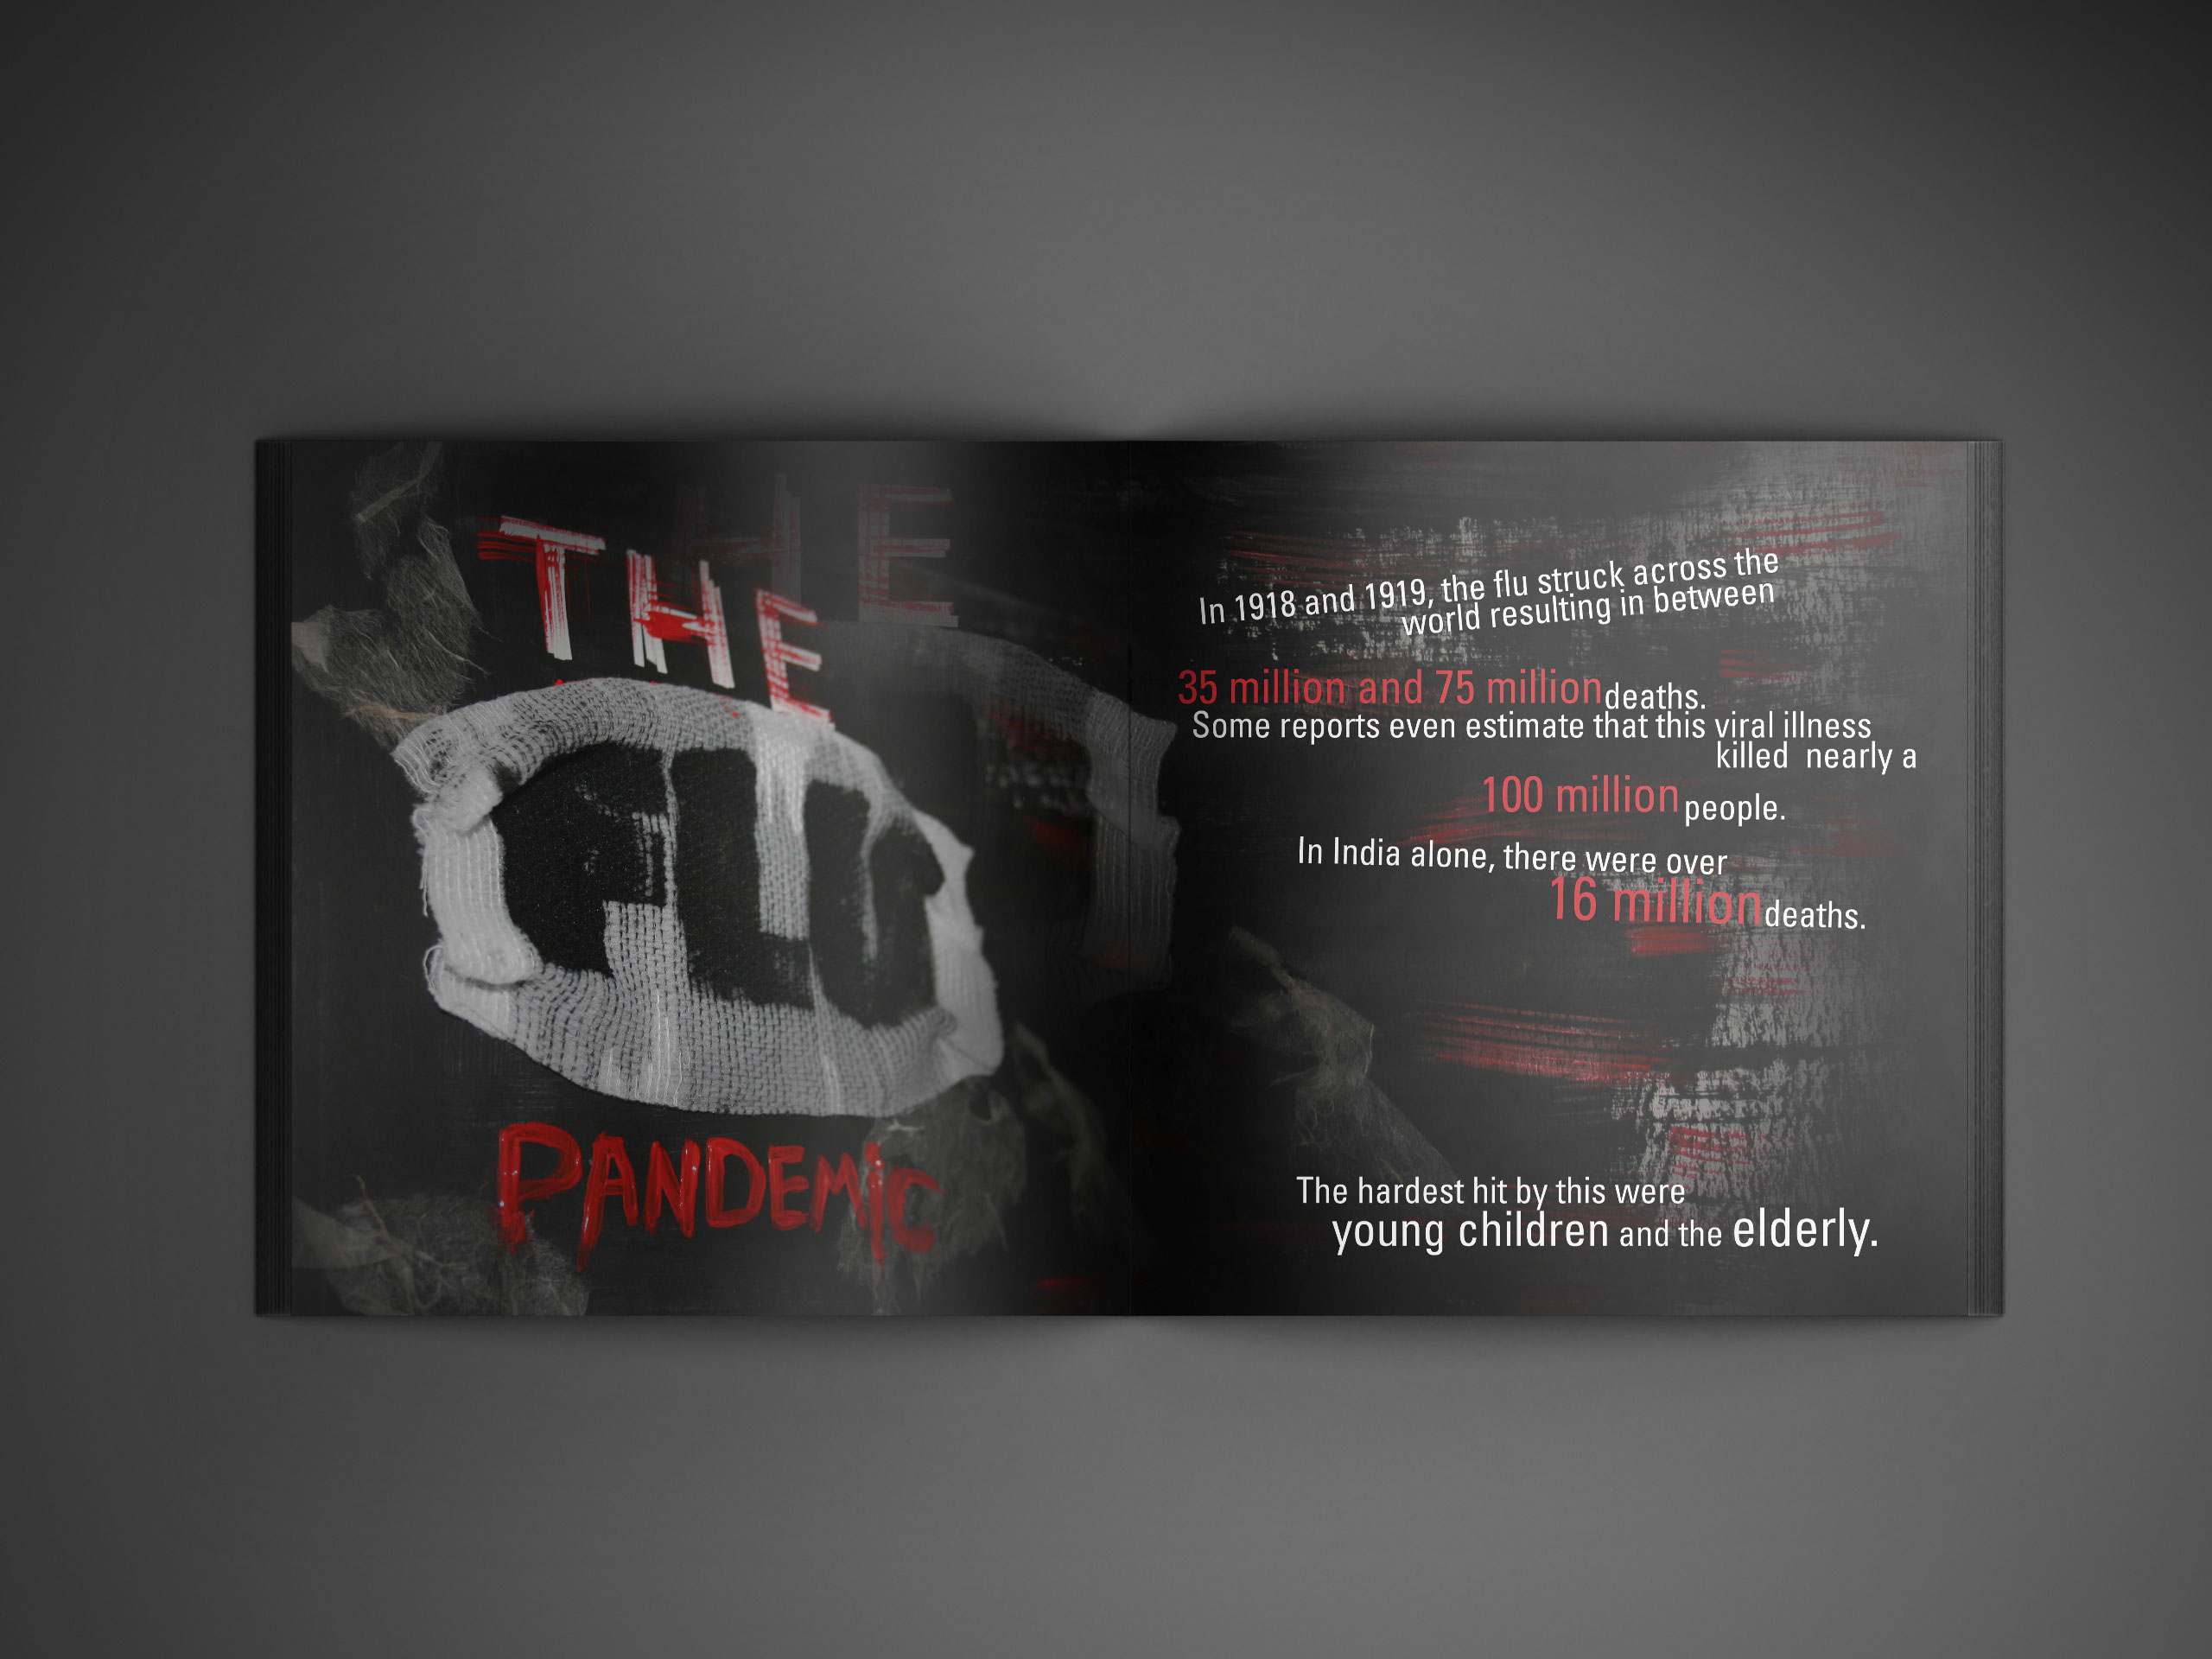 THE
FLU
PANDEMIC
In 1918 and 1919, the flu struck across the
world resulting in between
35 million and 75 million deaths.
Some reports even estimate that this viral illness
killed nearly a
100 million people.
In India alone, there were over
16 million deaths.
The hardest hit by this were
young children and the elderly.